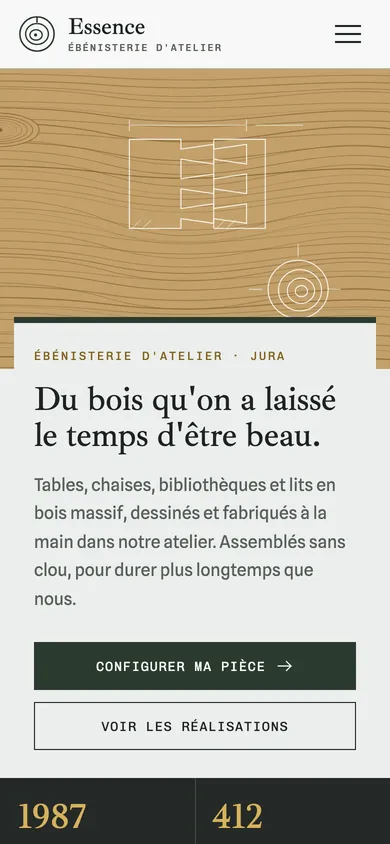 Essence
ÉBÉNISTERIE D'ATELIER
ÉBÉNISTERIE D'ATELIER · JURA
Du bois qu'on a laissé
le temps d'être beau.
Tables, chaises, bibliothèques et lits en
bois massif, dessinés et fabriqués à la
main dans notre atelier. Assemblés sans
clou, pour durer plus longtemps que
nous.
CONFIGURER MA PIÈCE →
VOIR LES RÉALISATIONS
1987
412